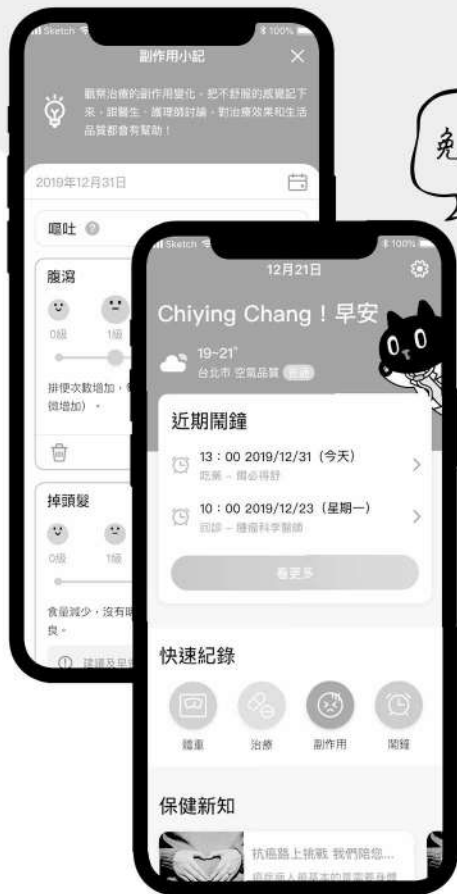 Sketch
100%
副作用小記
觀察治療的副作用變化，把不舒服的感覺記下
來，跟醫生、護理師討論，對治療效果和生活
品質都會有幫助！
2019年12月31日
嘔吐
腹瀉
0級
1級
排便次數增加，
微增加）。
掉頭髮
0級
1級
食量減少，沒有
良。
建議及早
免
Sketch
100%
12月21日
Chiying Chang！早安
19~21°
台北市 空氣品質 普通
近期鬧鐘
13：00 2019/12/31（今天）
吃藥 – 爾必得舒
10：00 2019/12/23（星期一）
回診 – 腫瘤科李醫師
看更多
快速紀錄
體重
治療
副作用
鬧鐘
保健新知
抗癌路上挑戰 我們陪您...